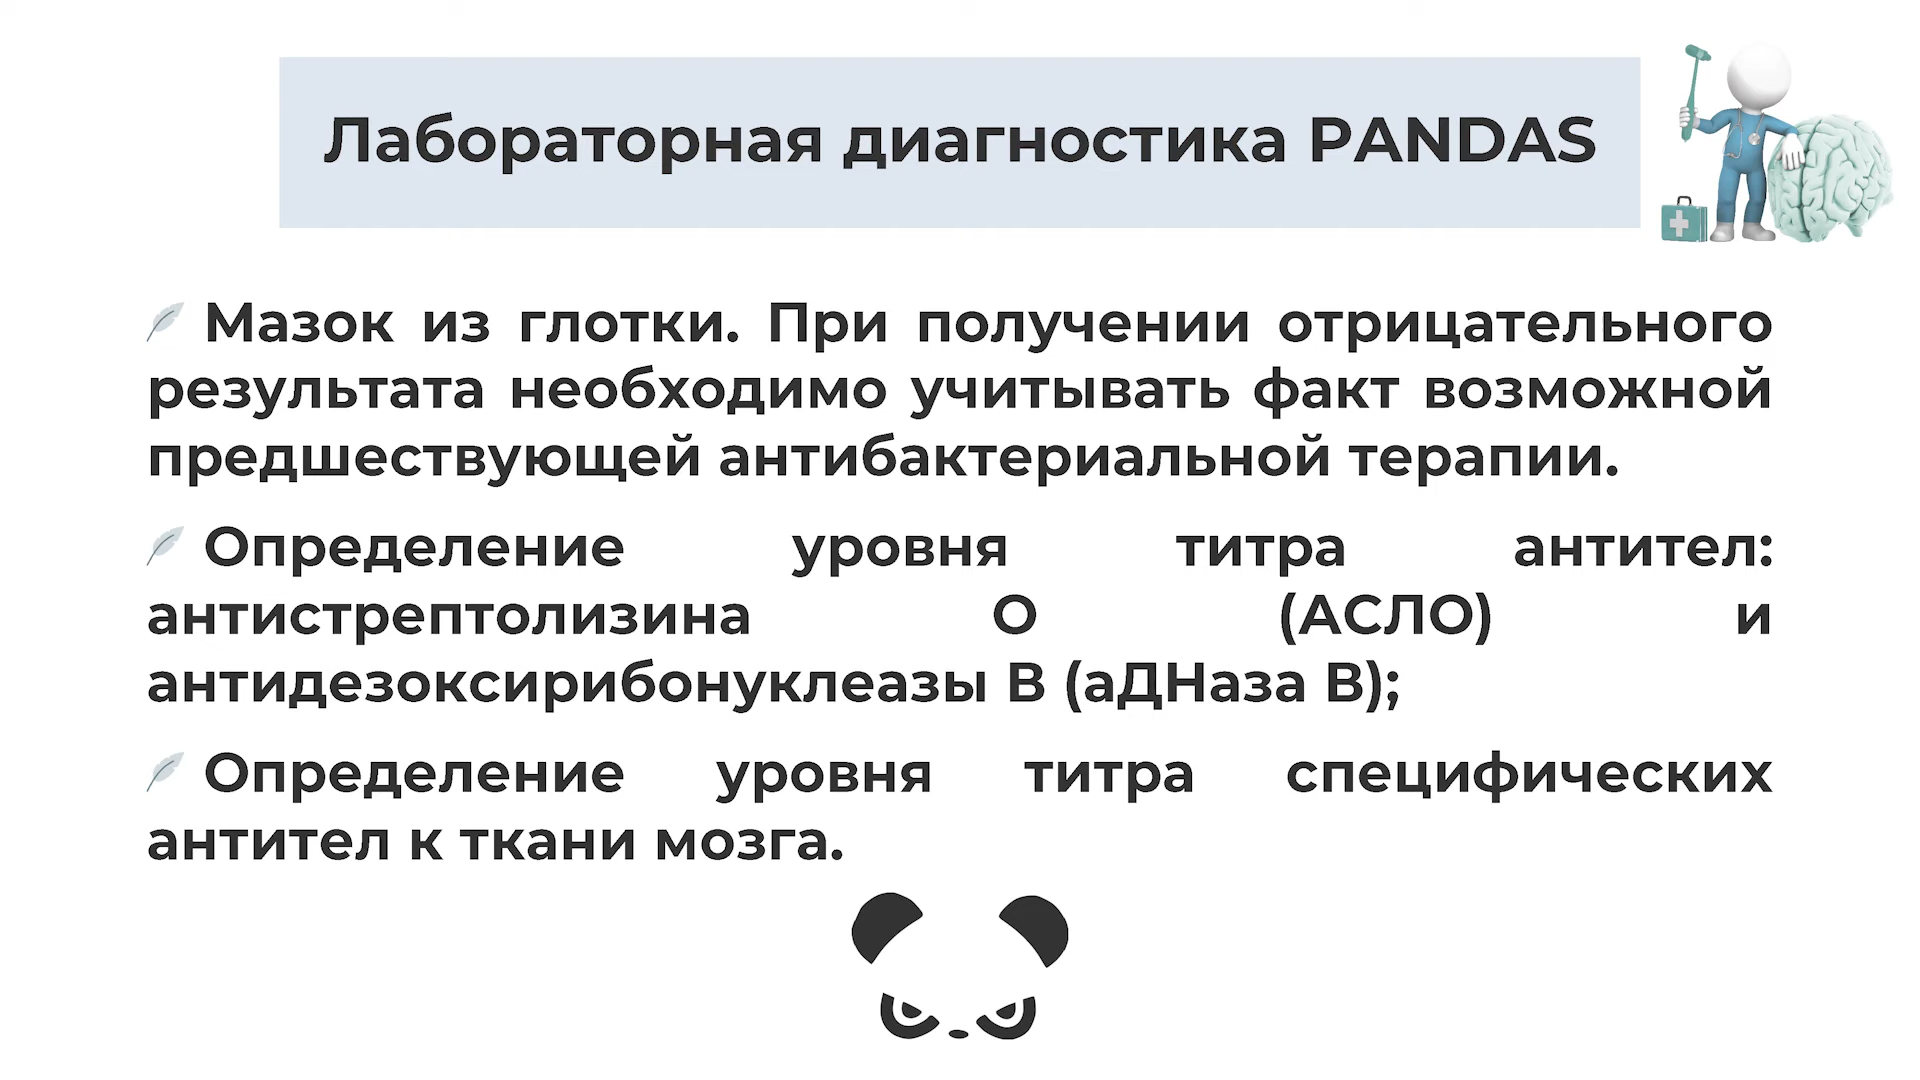 Лабораторная диагностика PANDAS
Мазок из глотки. При получении отрицательного
результата необходимо учитывать факт возможной
предшествующей антибактериальной терапии.
Определение уровня титра антител:
антистрептолизина О (АСЛО) и
антидезоксирибонуклеазы В (аДНаза В);
Определение уровня титра специфических
антител к ткани мозга.